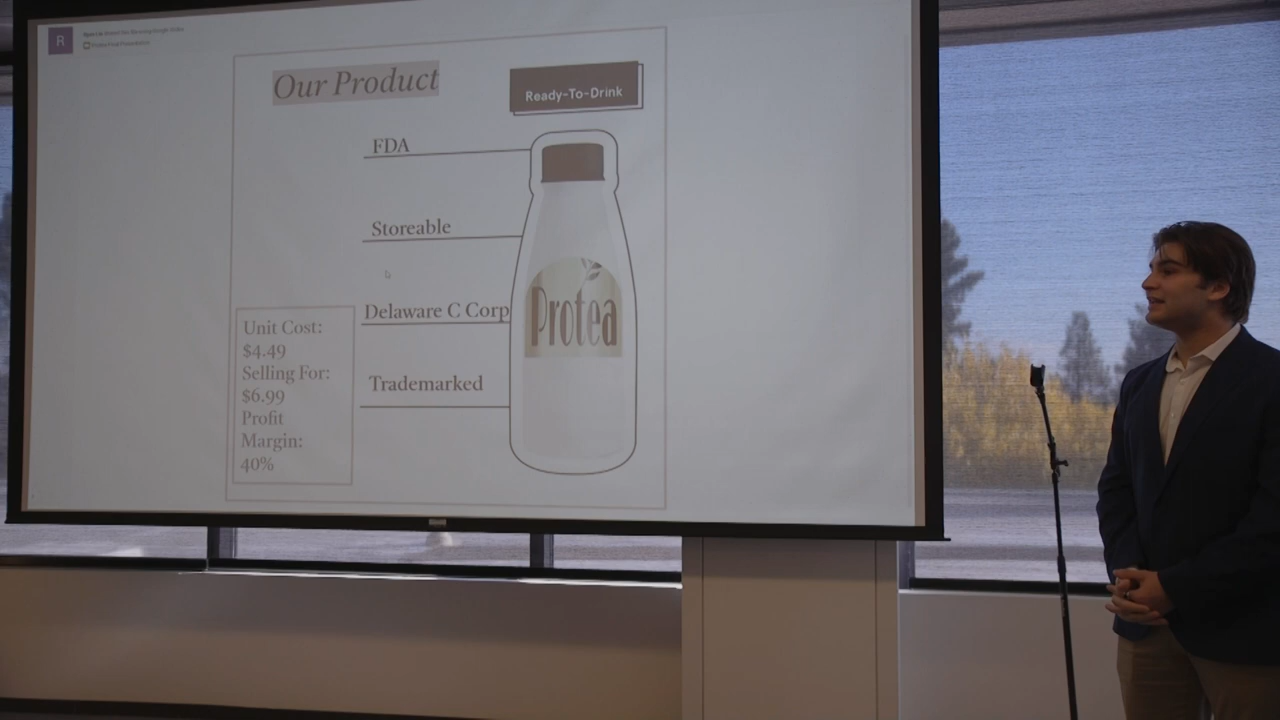 R
Our Product
Ready-To-Drink
FDA
Storeable
Delaware C Corp
Trademarked
Protea
Unit Cost:
$4.49
Selling For:
$6.99
Profit
Margin:
40%